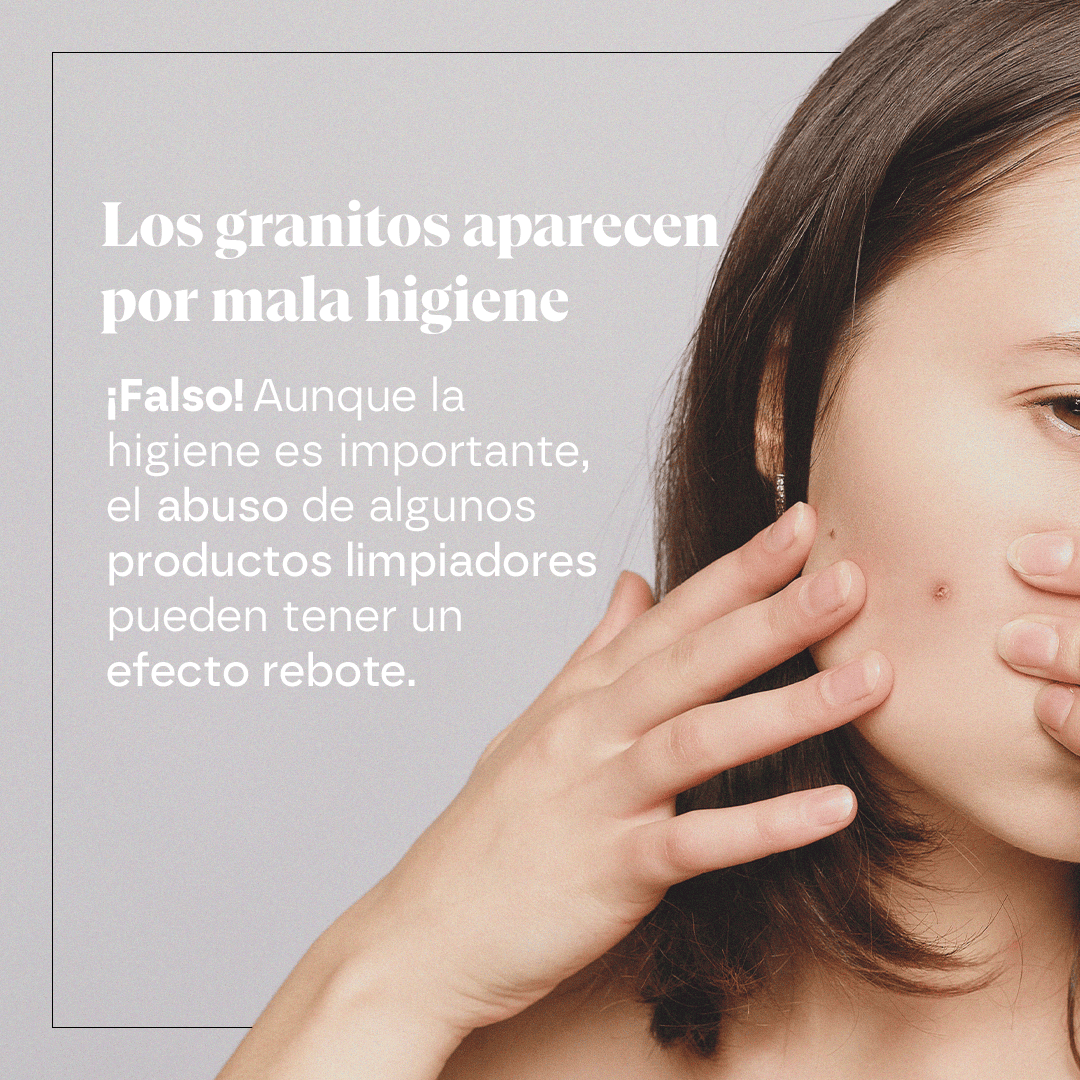 Los granitos aparecen
por mala higiene
¡Falso! Aunque la
higiene es importante,
el abuso de algunos
productos limpiadores
pueden tener un
efecto rebote.